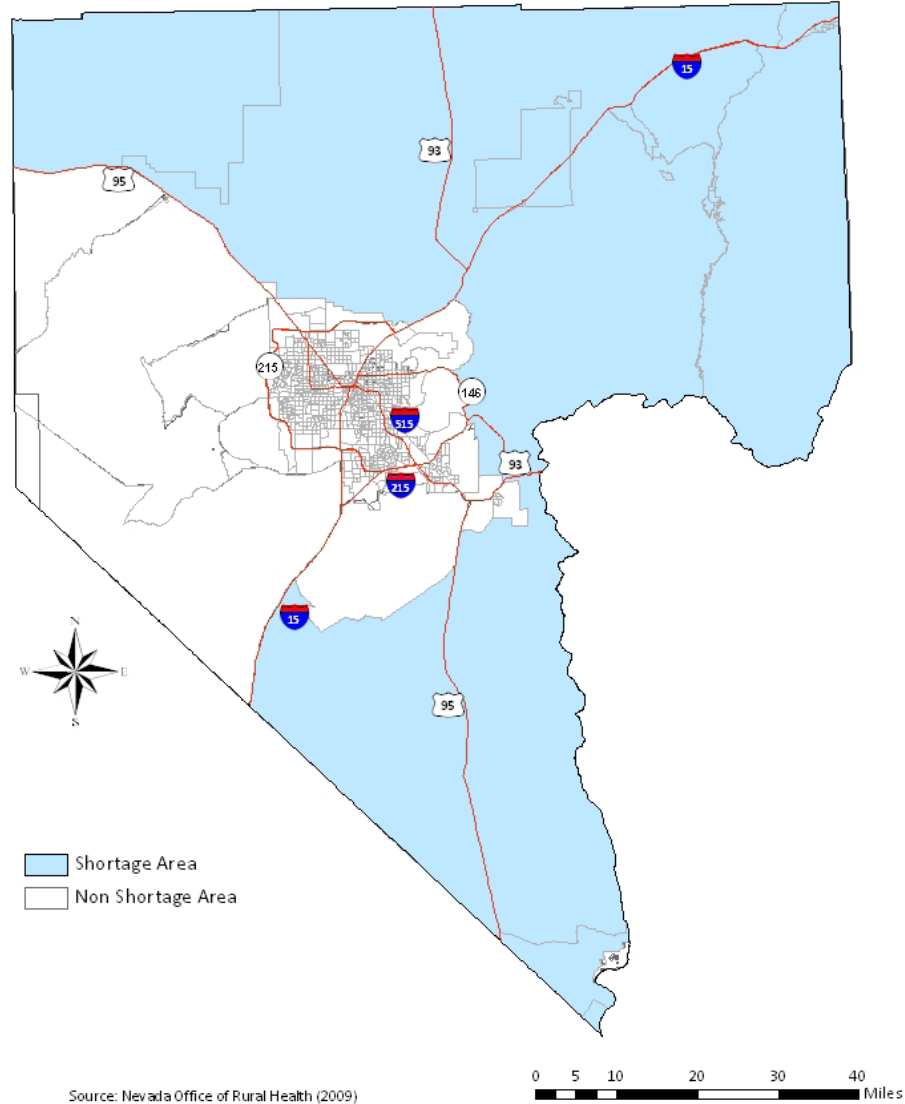 15
93
95
215
146
515
93
215
15
N
W E
S
95
Shortage Area
Non Shortage Area
0 5 10 20 30 40
Miles
Source: Nevada Office of Rural Health (2009)